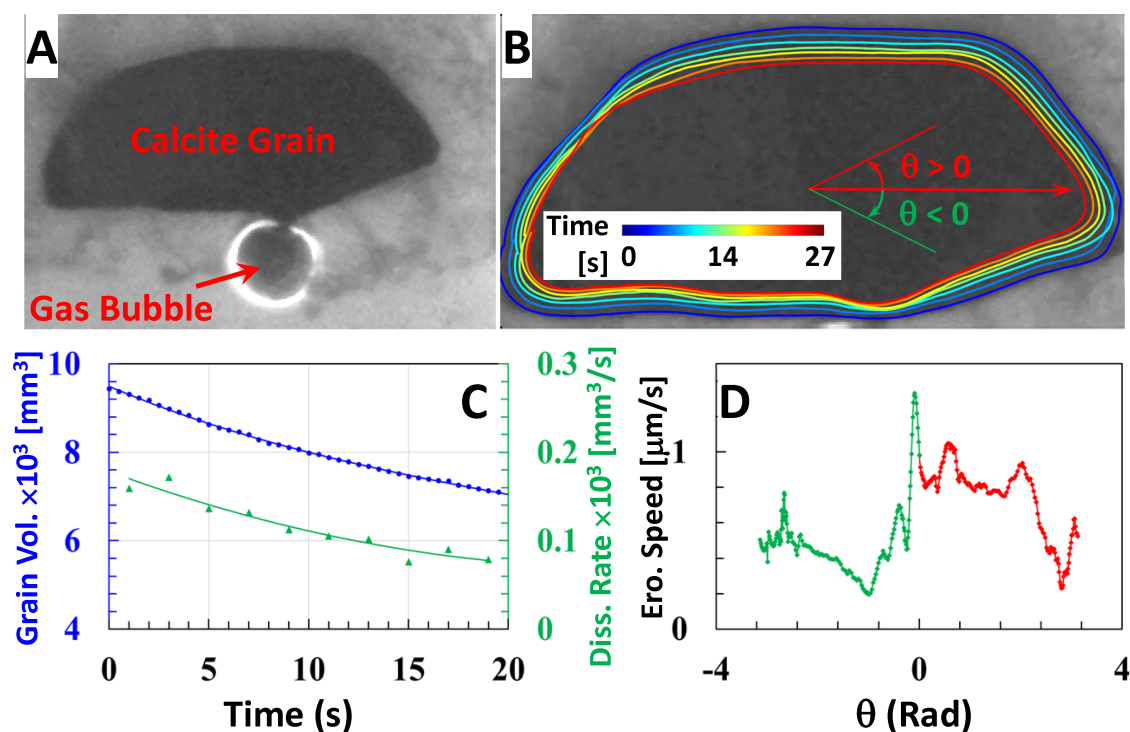 A
Calcite Grain
Gas Bubble
B
θ > 0
θ < 0
Time
[s]
0 14 27
C
Grain Vol. ×10³ [mm³]
10
8
6
4
0.3
0.2
0.1
0
Diss. Rate ×10³ [mm³/s]
0 5 10 15 20
Time (s)
D
Ero. Speed [μm/s]
1
0
-4 0 4
θ (Rad)